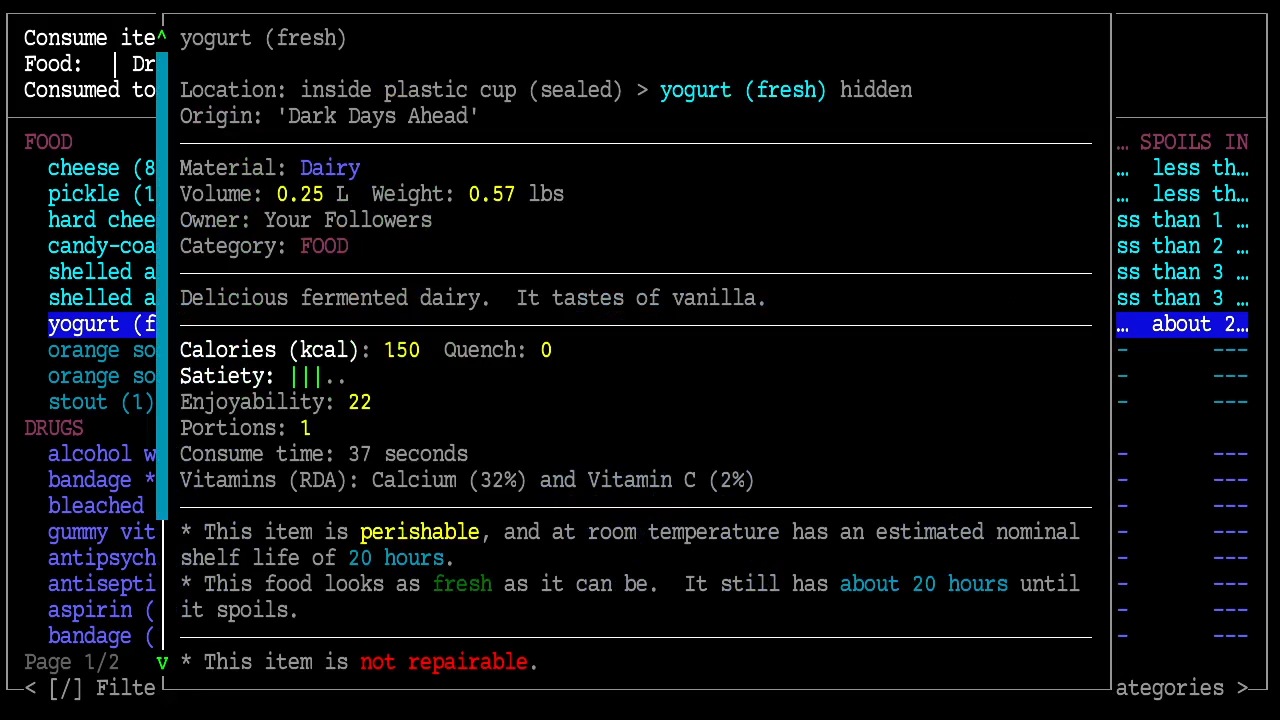 Consume ite^ yogurt (fresh)
Food: | Dr
Consumed to Location: inside plastic cup (sealed) > yogurt (fresh) hidden
Origin: 'Dark Days Ahead'
FOOD … SPOILS IN
cheese (8 Material: Dairy … less th…
pickle (1 Volume: 0.25 L Weight: 0.57 lbs … less th…
hard chee Owner: Your Followers ss than 1 …
candy-coa Category: FOOD ss than 2 …
shelled a ss than 3 …
shelled a Delicious fermented dairy. It tastes of vanilla. ss than 3 …
yogurt (f … about 2…
orange so Calories (kcal): 150 Quench: 0 - ---
orange so Satiety: |||.. - ---
stout (1) Enjoyability: 22 - ---
DRUGS Portions: 1
alcohol w Consume time: 37 seconds - ---
bandage * Vitamins (RDA): Calcium (32%) and Vitamin C (2%) - ---
bleached - ---
gummy vit * This item is perishable, and at room temperature has an estimated nominal - ---
antipsych shelf life of 20 hours. - ---
antisepti * This food looks as fresh as it can be. It still has about 20 hours until - ---
aspirin ( it spoils. - ---
bandage ( - ---
Page 1/2 v * This item is not repairable.
< [/] Filte ategories >